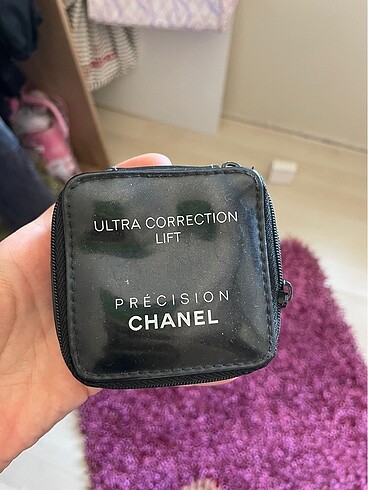 ULTRA CORRECTION
LIFT
PRÉCISION
CHANEL